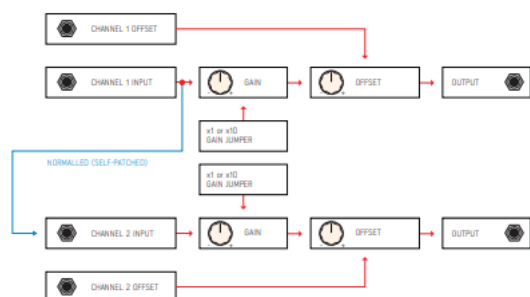 CHANNEL 1 OFFSET
CHANNEL 1 INPUT
GAIN
OFFSET
OUTPUT
x1 or x10
GAIN JUMPER
NORMALLED (SELF-PATCHED)
x1 or x10
GAIN JUMPER
CHANNEL 2 INPUT
GAIN
OFFSET
OUTPUT
CHANNEL 2 OFFSET